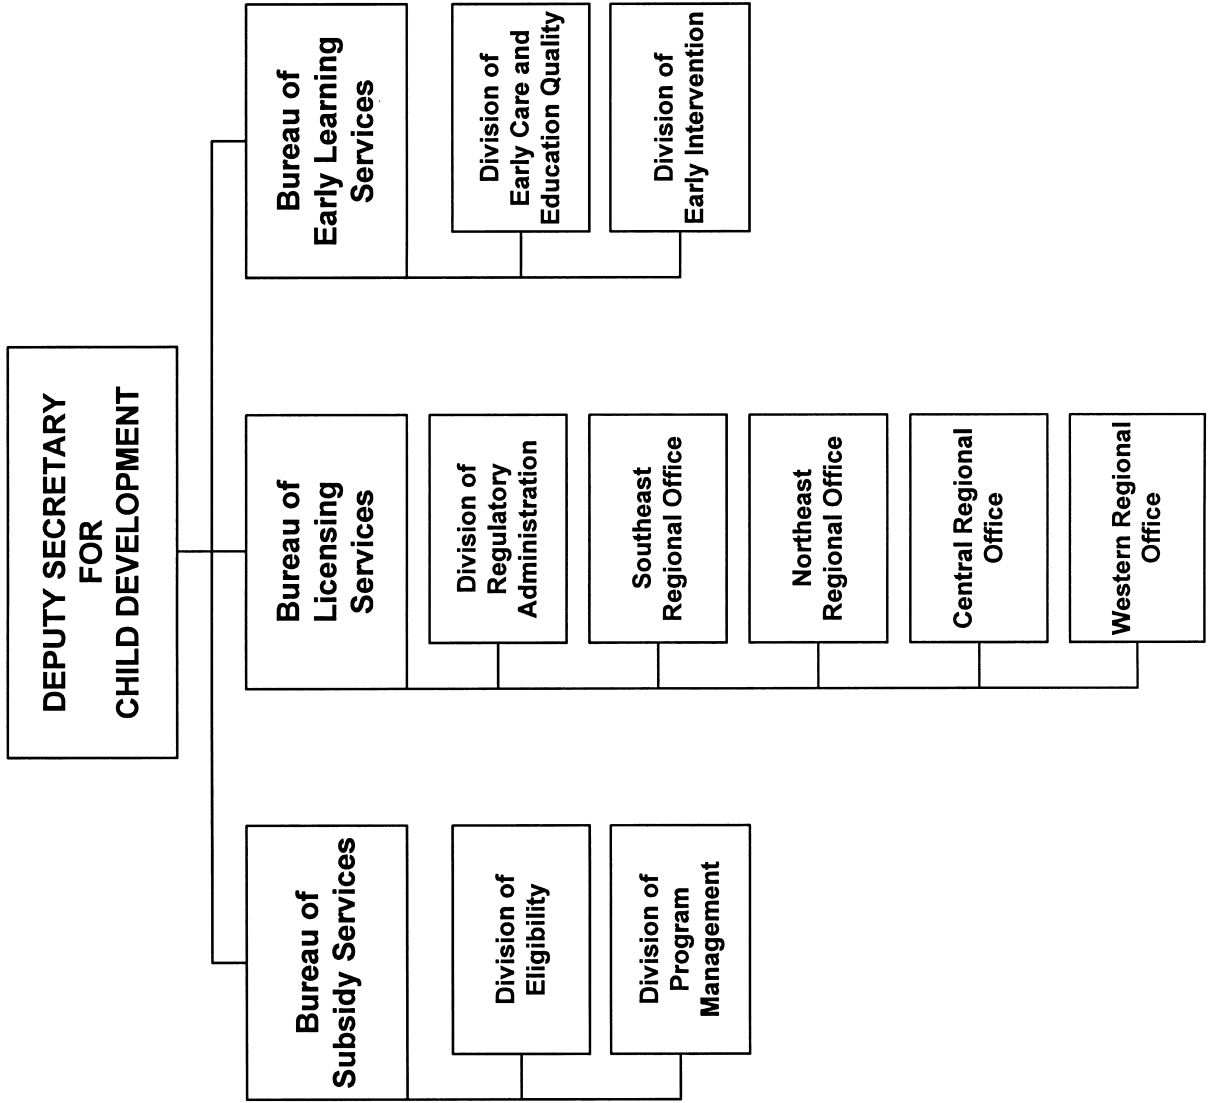 DEPUTY SECRETARY
FOR
CHILD DEVELOPMENT
Bureau of
Subsidy Services
Division of
Eligibility
Division of
Program
Management
Bureau of
Licensing
Services
Division of
Regulatory
Administration
Southeast
Regional Office
Northeast
Regional Office
Central Regional
Office
Western Regional
Office
Bureau of
Early Learning
Services
Division of
Early Care and
Education Quality
Division of
Early Intervention